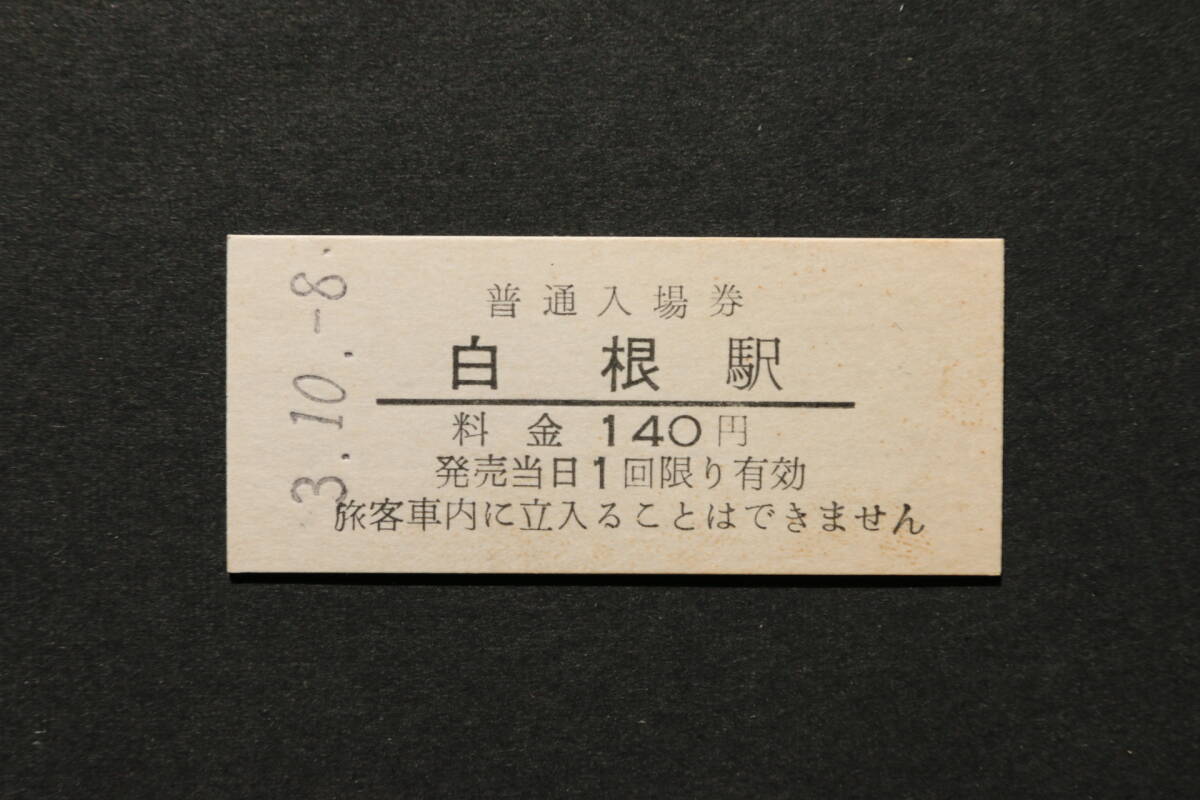 3.10.-8.
普通入場券
白根駅
料金 140円
発売当日1回限り有効
旅客車内に立入ることはできません